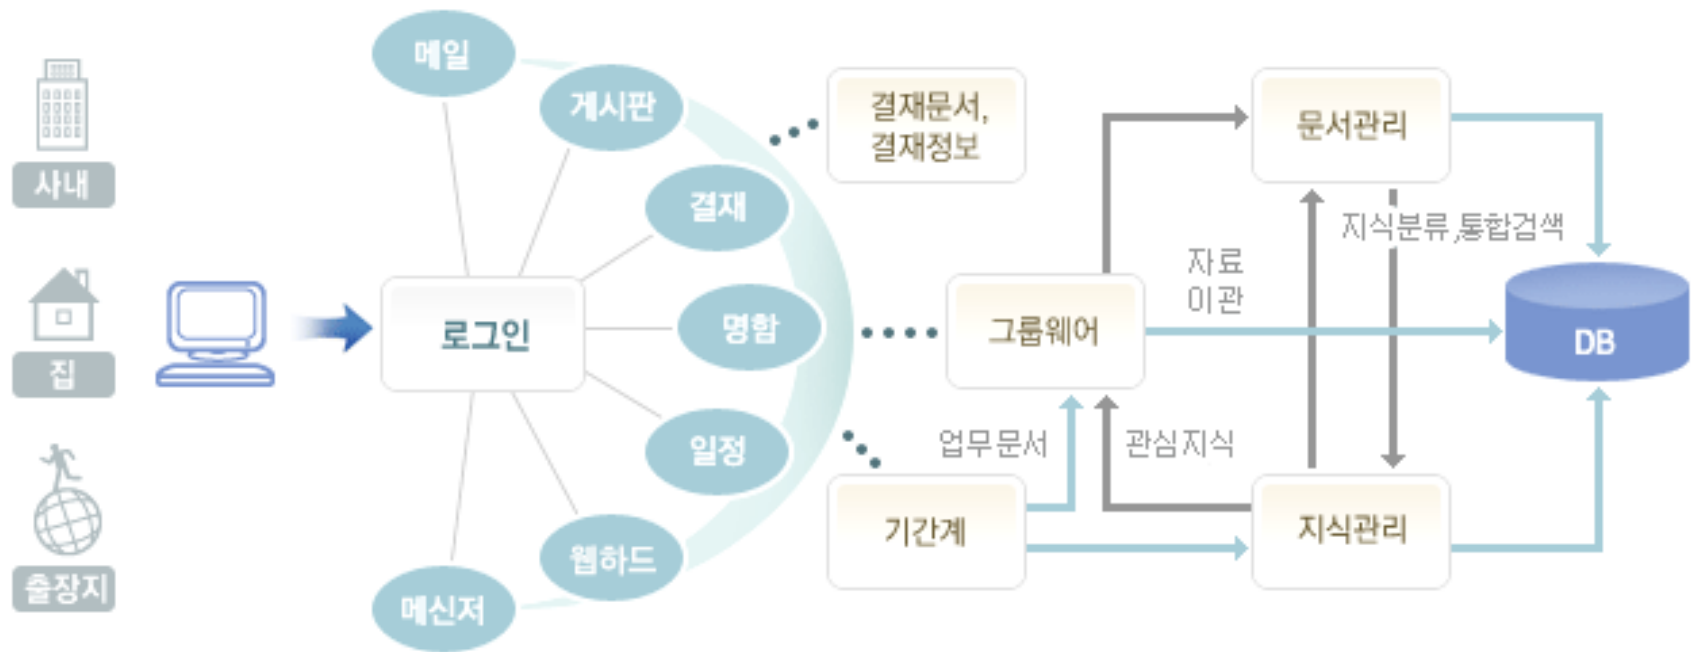 사내
집
출장지
로그인
메일
게시판
결재
명함
일정
웹하드
메신저
결재문서,
결재정보
그룹웨어
기간계
업무문서
관심지식
자료
이관
문서관리
지식분류,통합검색
지식관리
DB